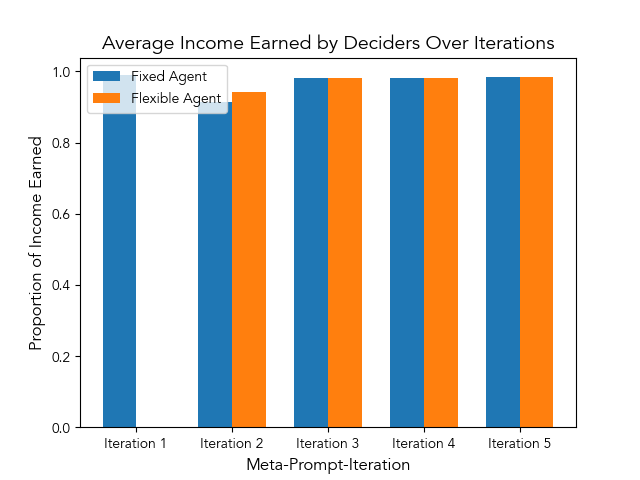 Average Income Earned by Deciders Over Iterations
Proportion of Income Earned
1.0
0.8
0.6
0.4
0.2
0.0
Fixed Agent
Flexible Agent
Iteration 1
Iteration 2
Iteration 3
Iteration 4
Iteration 5
Meta-Prompt-Iteration